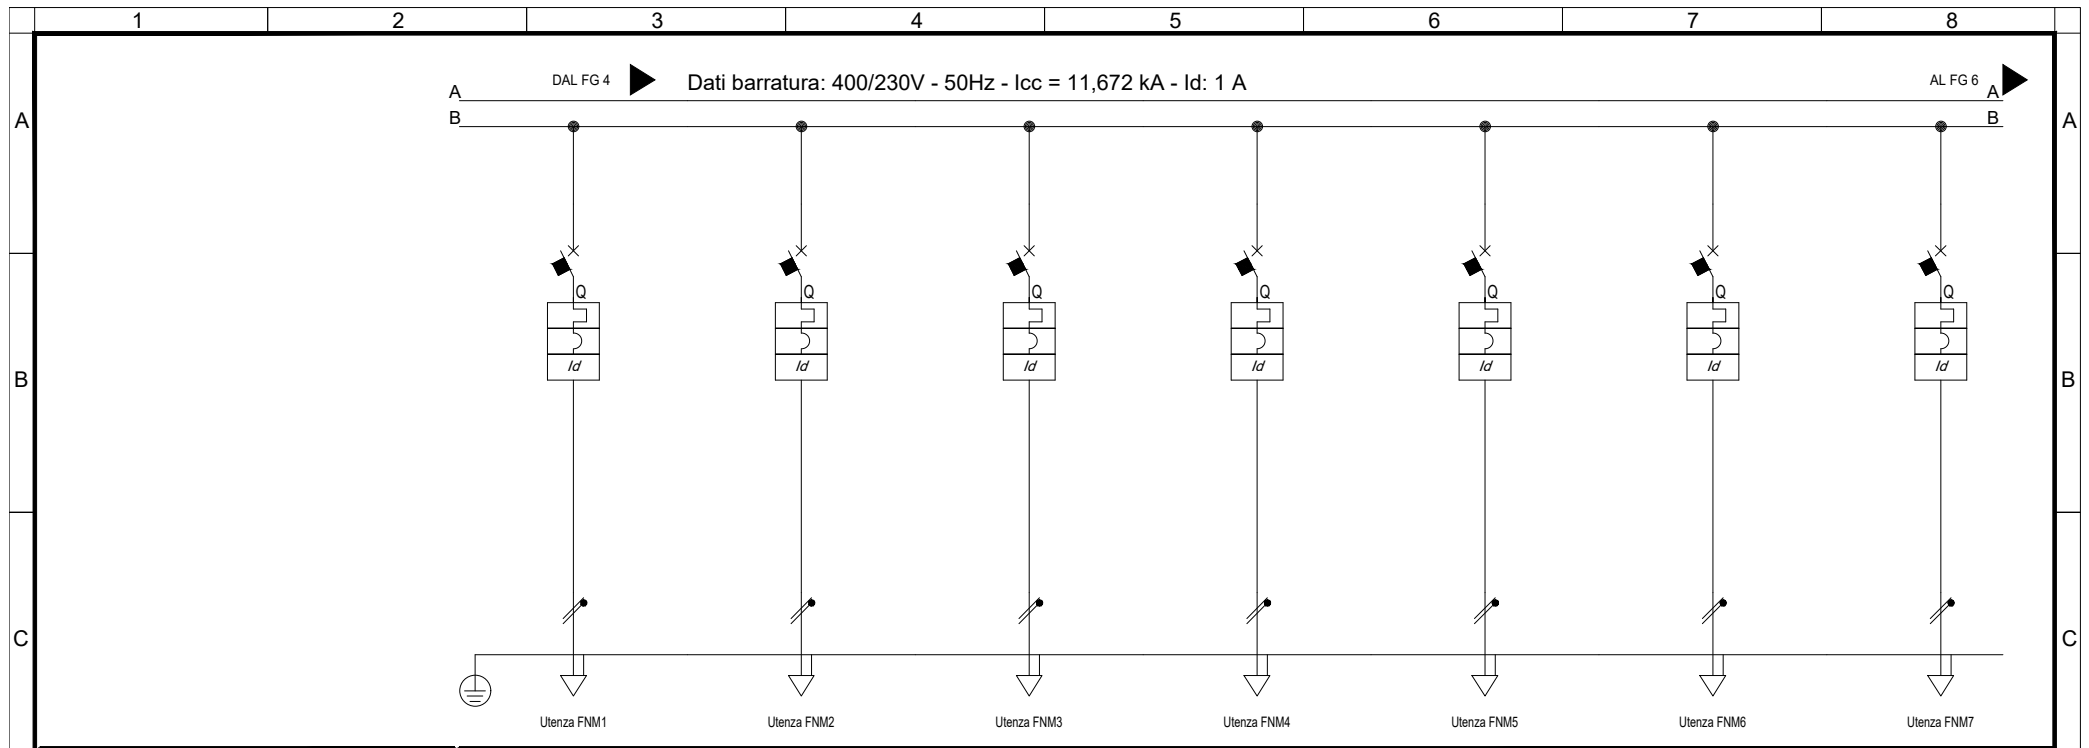 1 2 3 4 5 6 7 8
DAL FG 4 Dati barratura: 400/230V - 50Hz - Icc = 11,672 kA - Id: 1 A AL FG 6
A A
B B
A A
Q Q Q Q Q Q Q
Id Id Id Id Id Id Id
B B
C C
Utenza FNM1 Utenza FNM2 Utenza FNM3 Utenza FNM4 Utenza FNM5 Utenza FNM6 Utenza FNM7